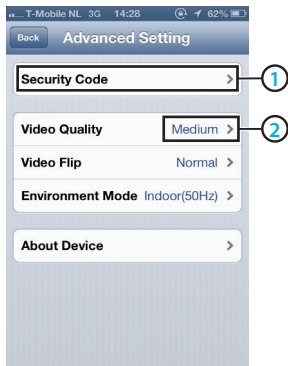 ... T-Mobile NL 3G 14:28 62%
Back Advanced Setting
Security Code
1
Video Quality Medium
2
Video Flip Normal
Environment Mode Indoor(50Hz)
About Device